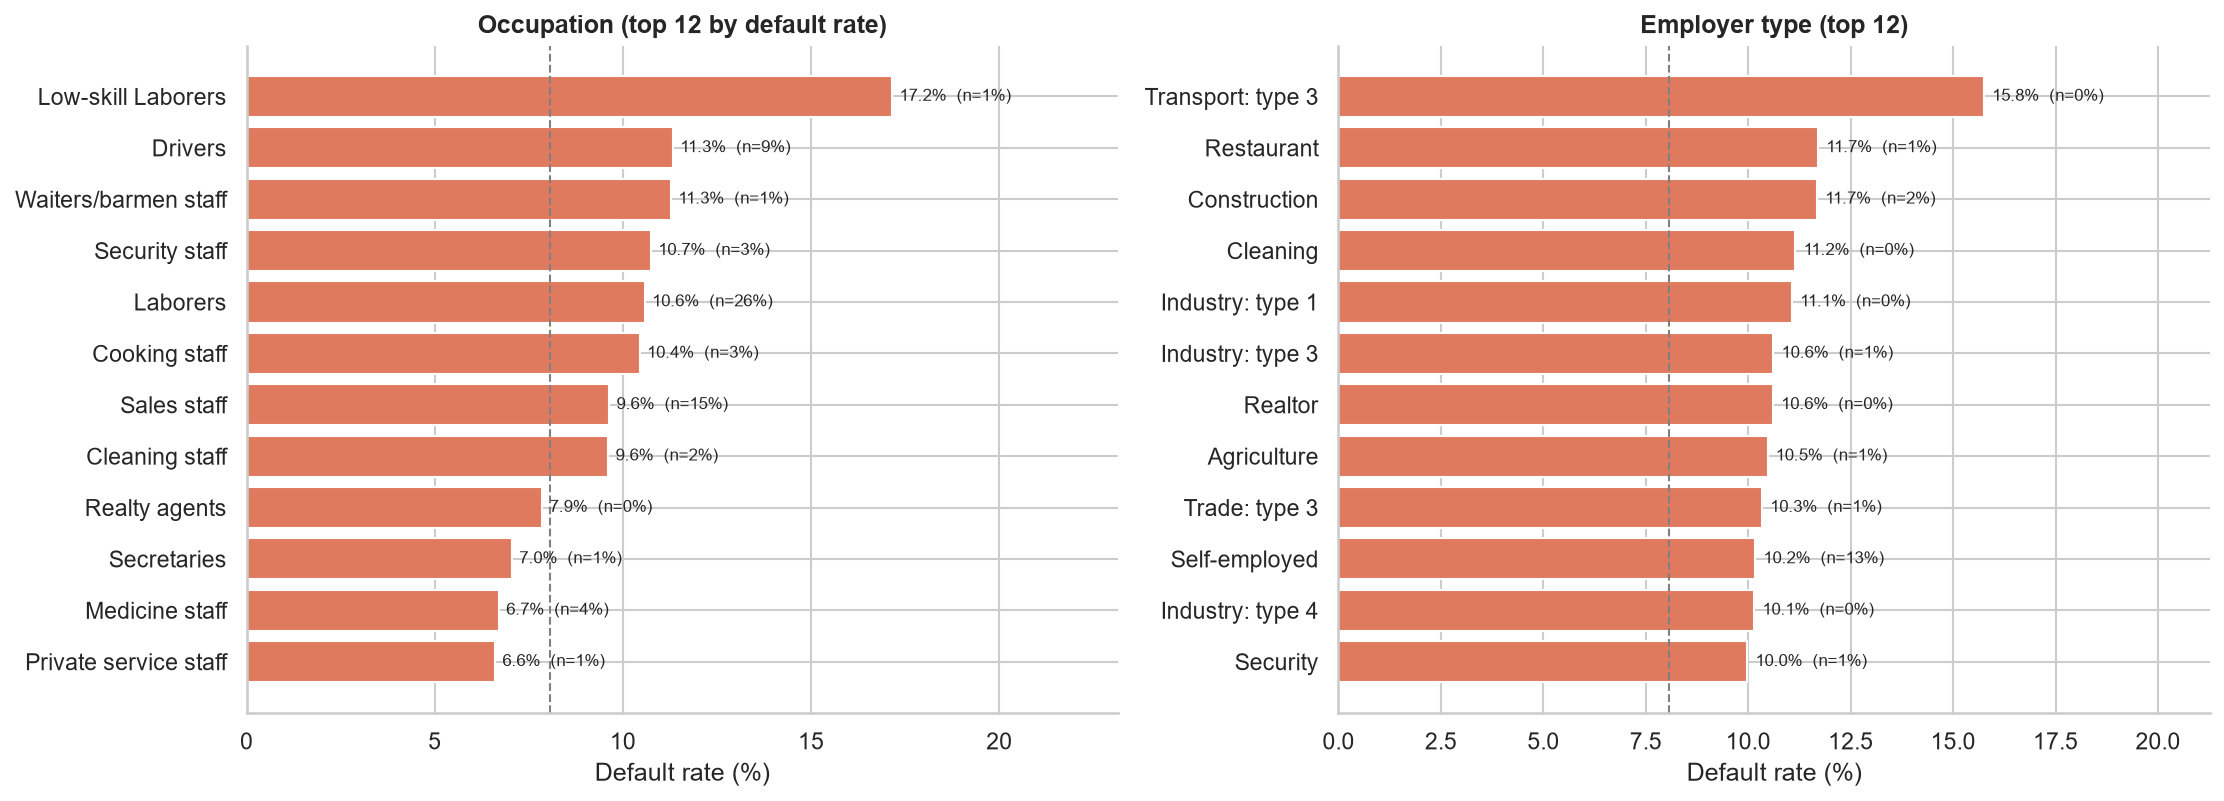 Occupation (top 12 by default rate)
Low-skill Laborers 17.2% (n=1%)
Drivers 11.3% (n=9%)
Waiters/barmen staff 11.3% (n=1%)
Security staff 10.7% (n=3%)
Laborers 10.6% (n=26%)
Cooking staff 10.4% (n=3%)
Sales staff 9.6% (n=15%)
Cleaning staff 9.6% (n=2%)
Realty agents 7.9% (n=0%)
Secretaries 7.0% (n=1%)
Medicine staff 6.7% (n=4%)
Private service staff 6.6% (n=1%)
0 5 10 15 20
Default rate (%)
Employer type (top 12)
Transport: type 3 15.8% (n=0%)
Restaurant 11.7% (n=1%)
Construction 11.7% (n=2%)
Cleaning 11.2% (n=0%)
Industry: type 1 11.1% (n=0%)
Industry: type 3 10.6% (n=1%)
Realtor 10.6% (n=0%)
Agriculture 10.5% (n=1%)
Trade: type 3 10.3% (n=1%)
Self-employed 10.2% (n=13%)
Industry: type 4 10.1% (n=0%)
Security 10.0% (n=1%)
0.0 2.5 5.0 7.5 10.0 12.5 15.0 17.5 20.0
Default rate (%)